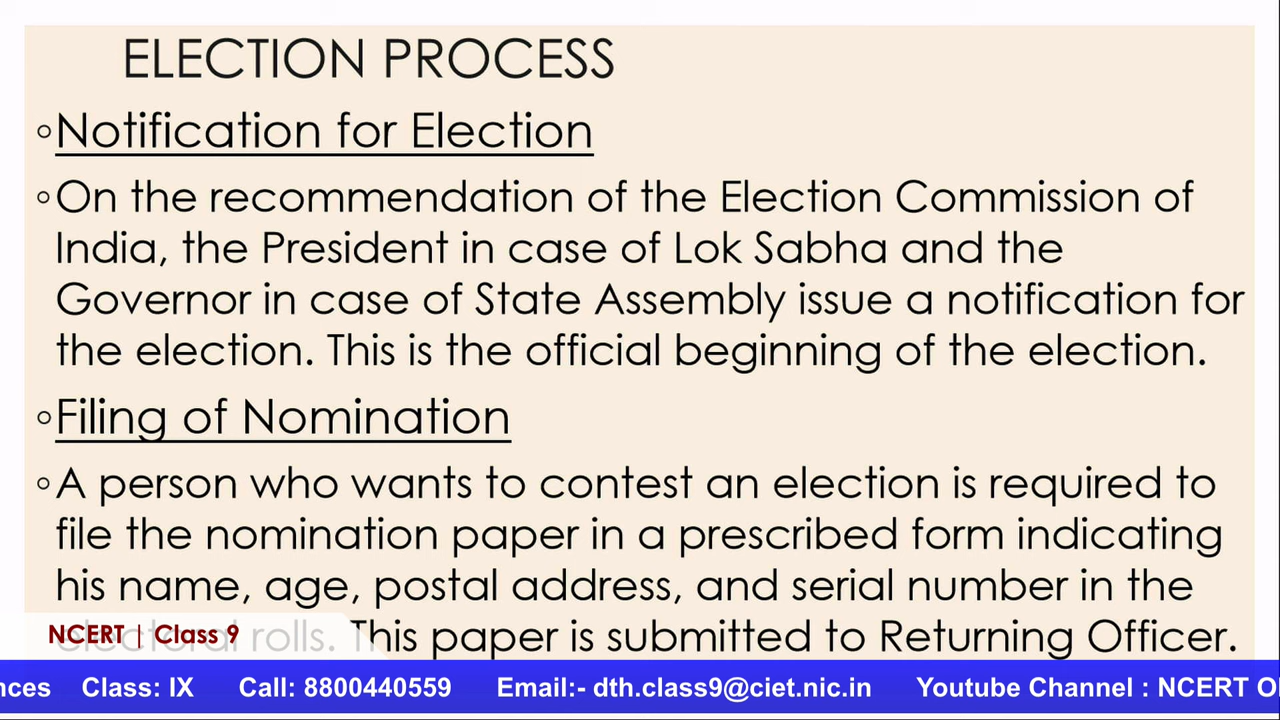 ELECTION PROCESS
◦Notification for Election
◦On the recommendation of the Election Commission of
India, the President in case of Lok Sabha and the
Governor in case of State Assembly issue a notification for
the election. This is the official beginning of the election.
◦Filing of Nomination
◦A person who wants to contest an election is required to
file the nomination paper in a prescribed form indicating
his name, age, postal address, and serial number in the
electoral rolls. This paper is submitted to Returning Officer.
NCERT | Class 9
nces Class: IX Call: 8800440559 Email:- dth.class9@ciet.nic.in Youtube Channel : NCERT O